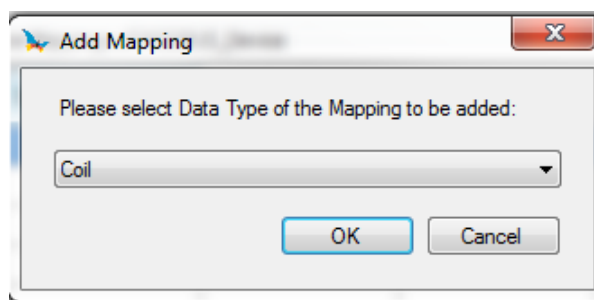 Add Mapping
Please select Data Type of the Mapping to be added:
Coil
OK Cancel